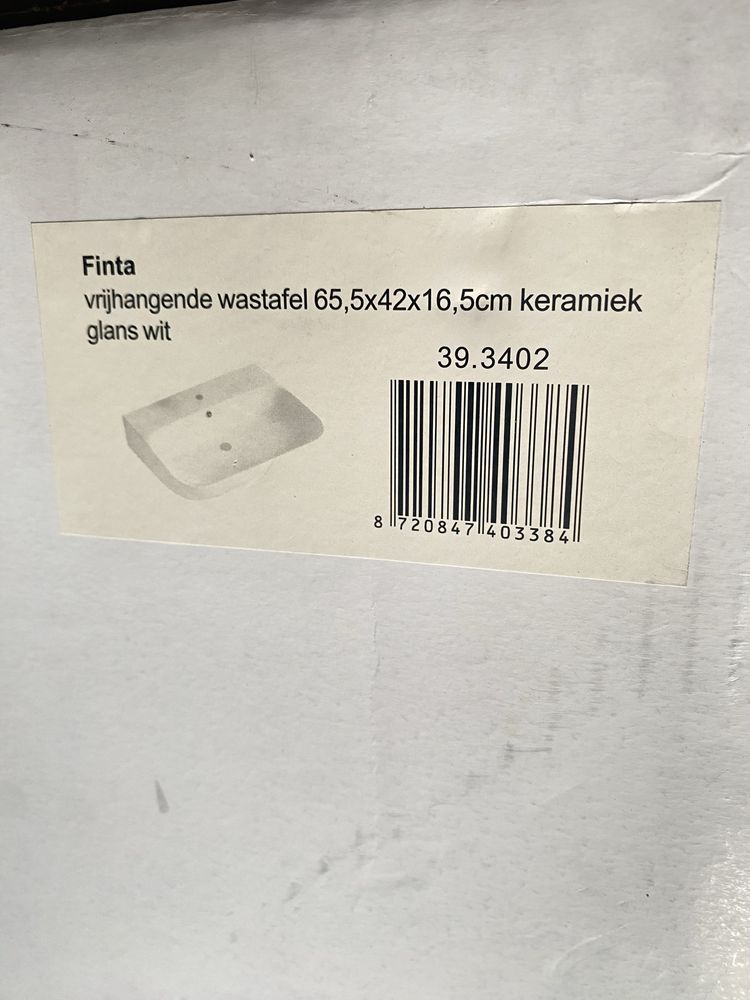 Finta
vrijhangende wastafel 65,5x42x16,5cm keramiek
glans wit
39.3402
8 720847 403384